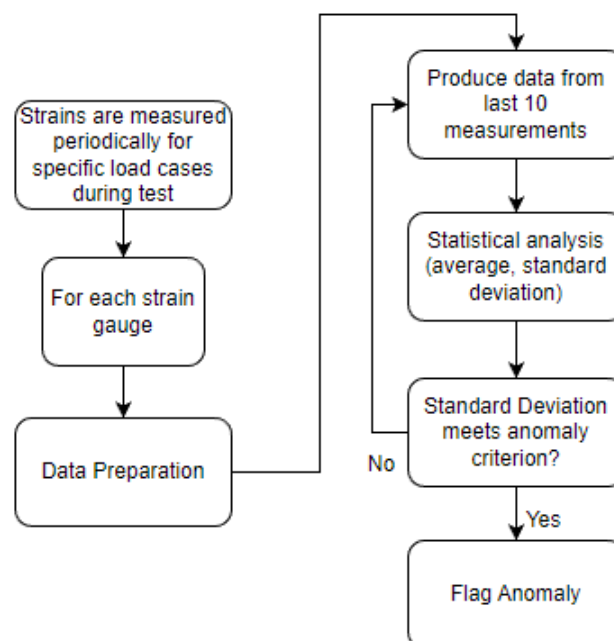 Strains are measured
periodically for
specific load cases
during test
For each strain
gauge
Data Preparation
Produce data from
last 10
measurements
Statistical analysis
(average, standard
deviation)
Standard Deviation
meets anomaly
criterion?
No
Yes
Flag Anomaly